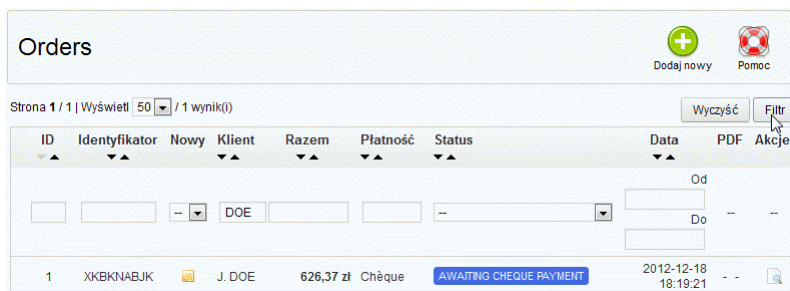 Orders
Dodaj nowy
Pomoc
Strona 1 / 1 | Wyświetl 50 / 1 wynik(i)
Wyczyść
Filtr
ID Identyfikator Nowy Klient Razem Płatność Status Data PDF Akcje
Od
-- DOE -- -- --
Do
1 XKBKNABJK J. DOE 626,37 zł Chèque AWAITING CHEQUE PAYMENT 2012-12-18 - -
18:19:21